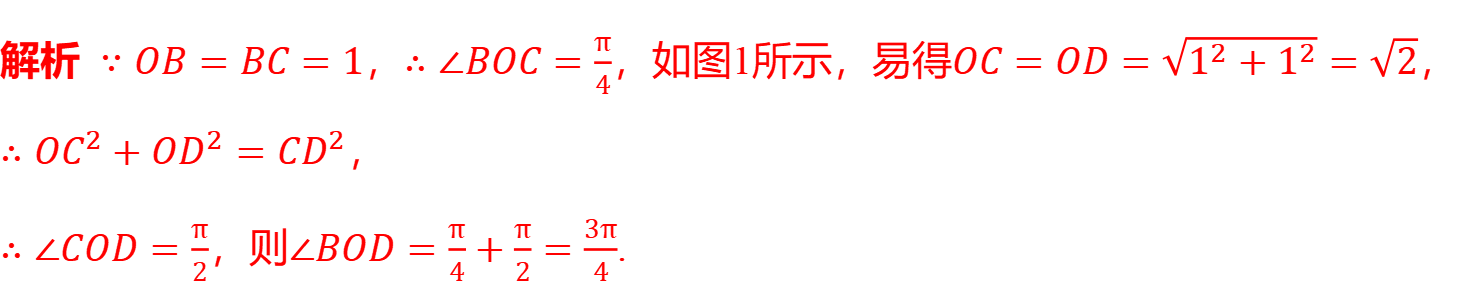 解析 ∵ OB = BC = 1，∴ ∠BOC = π/4，如图1所示，易得OC = OD = √(1² + 1²) = √2，
∴ OC² + OD² = CD²，
∴ ∠COD = π/2，则∠BOD = π/4 + π/2 = 3π/4.